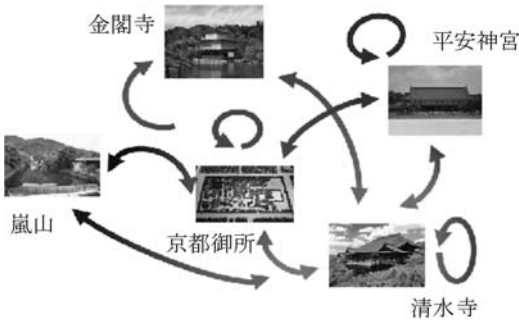 金閣寺
平安神宮
嵐山
京都御所
清水寺